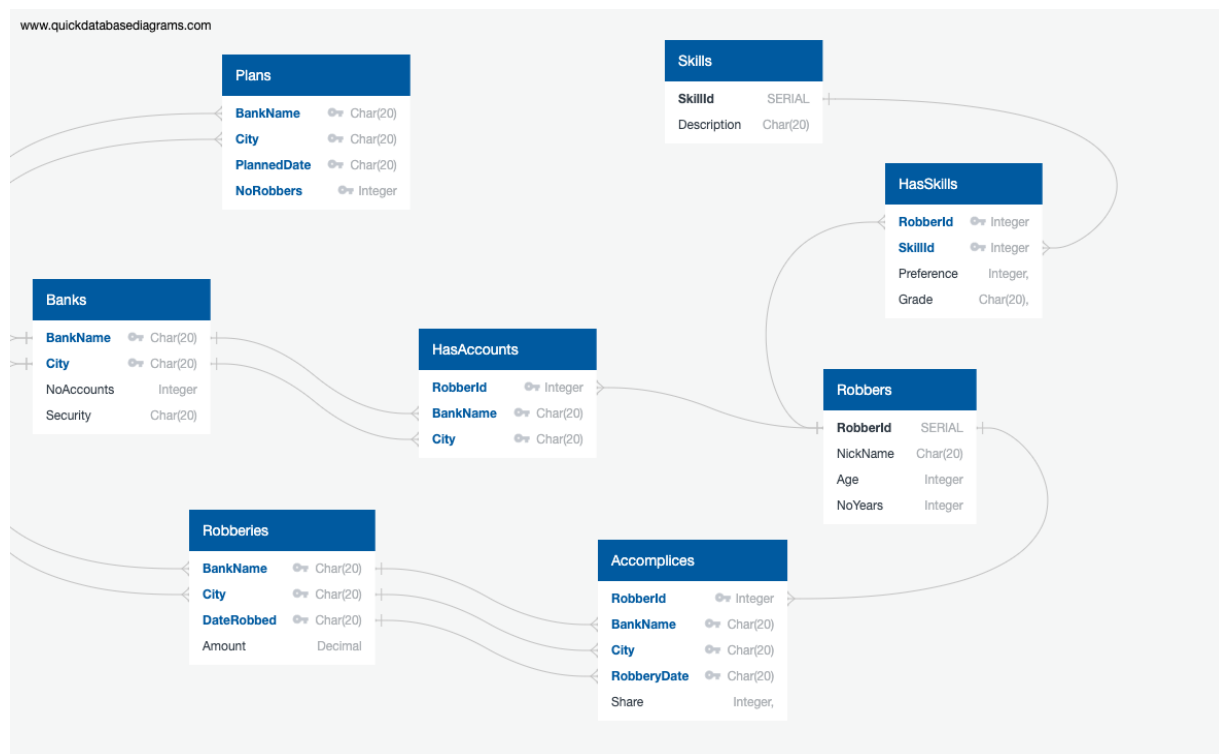 www.quickdatabasediagrams.com
Plans
BankName Char(20)
City Char(20)
PlannedDate Char(20)
NoRobbers Integer
Skills
SkillId SERIAL
Description Char(20)
HasSkills
RobberId Integer
SkillId Integer
Preference Integer,
Grade Char(20),
Banks
BankName Char(20)
City Char(20)
NoAccounts Integer
Security Char(20)
HasAccounts
RobberId Integer
BankName Char(20)
City Char(20)
Robbers
RobberId SERIAL
NickName Char(20)
Age Integer
NoYears Integer
Robberies
BankName Char(20)
City Char(20)
DateRobbed Char(20)
Amount Decimal
Accomplices
RobberId Integer
BankName Char(20)
City Char(20)
RobberyDate Char(20)
Share Integer,